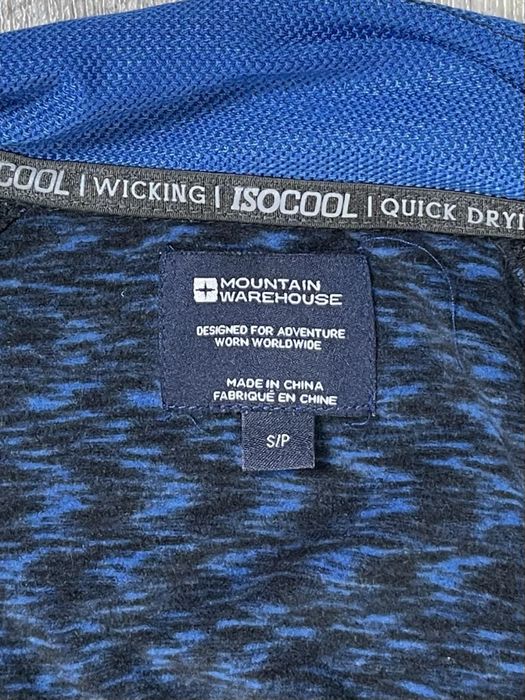 COOL | WICKING | ISOCOOL | QUICK DRYI
MOUNTAIN
WAREHOUSE
DESIGNED FOR ADVENTURE
WORN WORLDWIDE
MADE IN CHINA
FABRIQUÉ EN CHINE
S/P